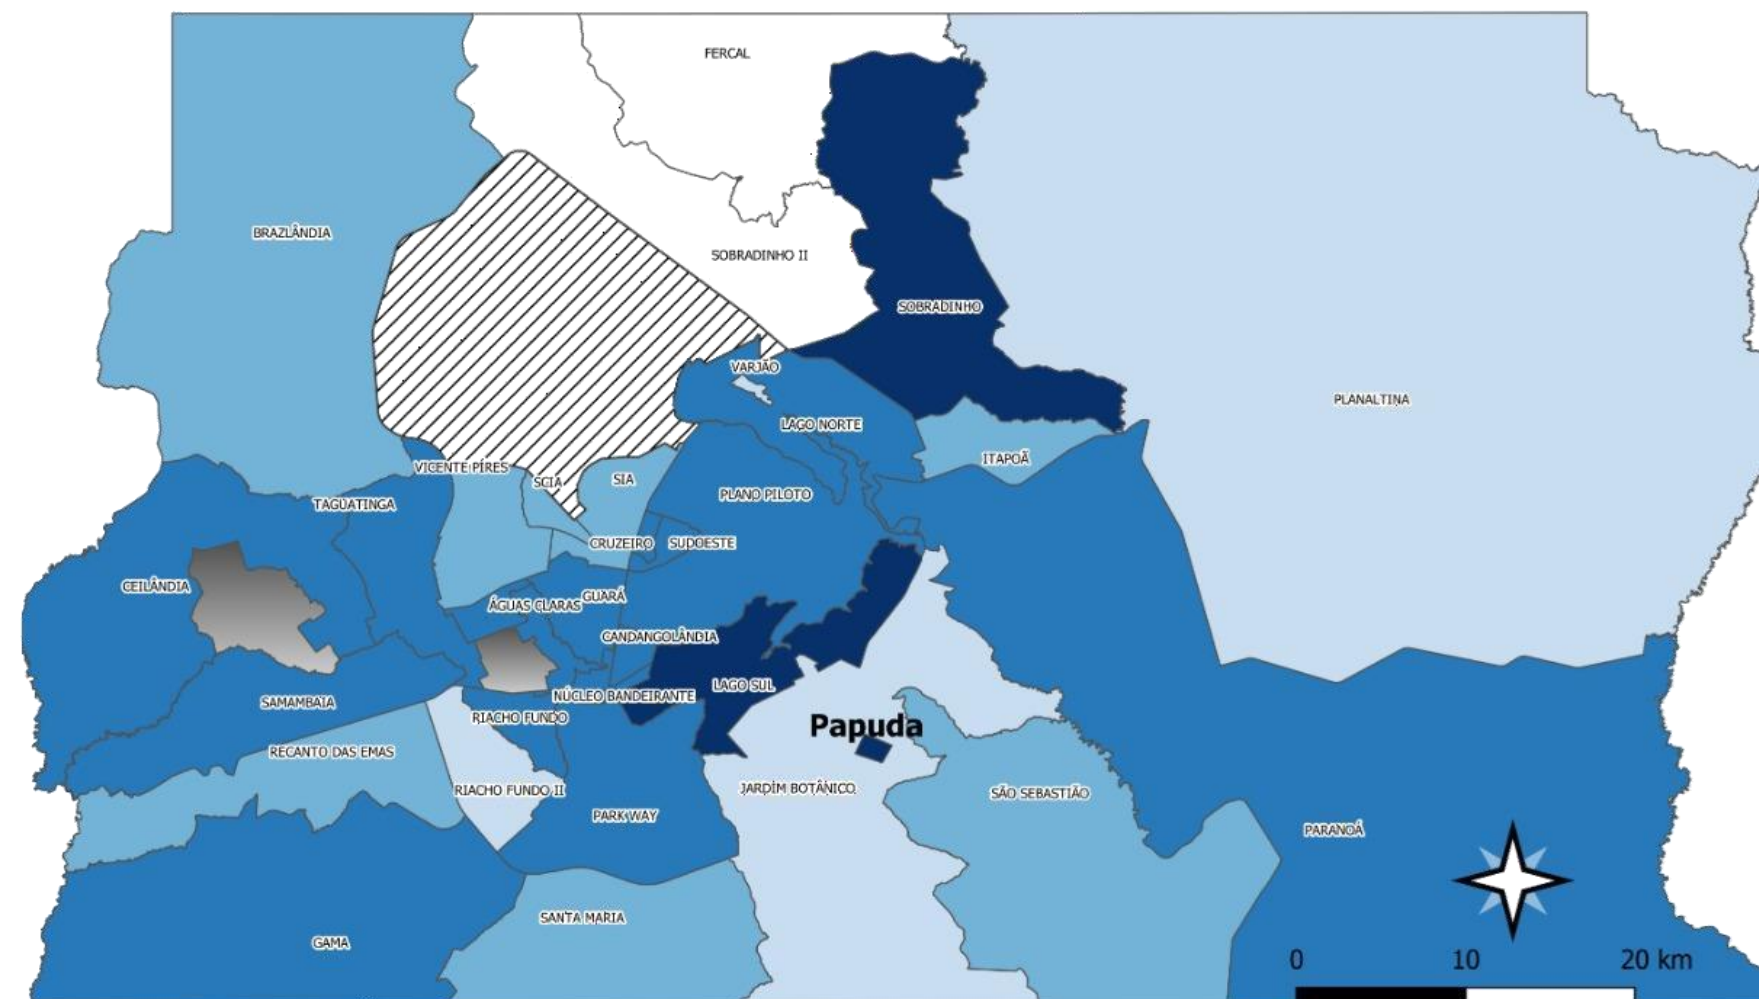 FERCAL
BRAZLÂNDIA
SOBRADINHO II
SOBRADINHO
VARJÃO
PLANALTINA
LAGO NORTE
ITAPOÃ
VICENTE PÍRES
SCIA
SIA
PLANO PILOTO
TAGUATINGA
CRUZEIRO
SUDOESTE
CEILÂNDIA
ÁGUAS CLARAS
GUARÁ
CANDANGOLÂNDIA
LAGO SUL
NÚCLEO BANDEIRANTE
SAMAMBAIA
RIACHO FUNDO
Papuda
RECANTO DAS EMAS
RIACHO FUNDO II
JARDIM BOTÂNICO
SÃO SEBASTIÃO
PARK WAY
PARANOÁ
SANTA MARIA
GAMA
0 10 20 km